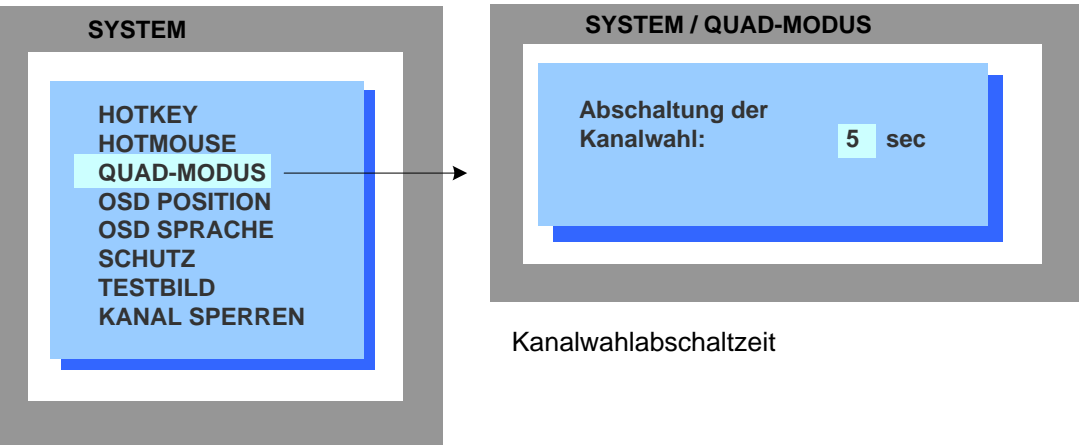 SYSTEM
HOTKEY
HOTMOUSE
QUAD-MODUS
OSD POSITION
OSD SPRACHE
SCHUTZ
TESTBILD
KANAL SPERREN
SYSTEM / QUAD-MODUS
Abschaltung der
Kanalwahl: 5 sec
Kanalwahlabschaltzeit